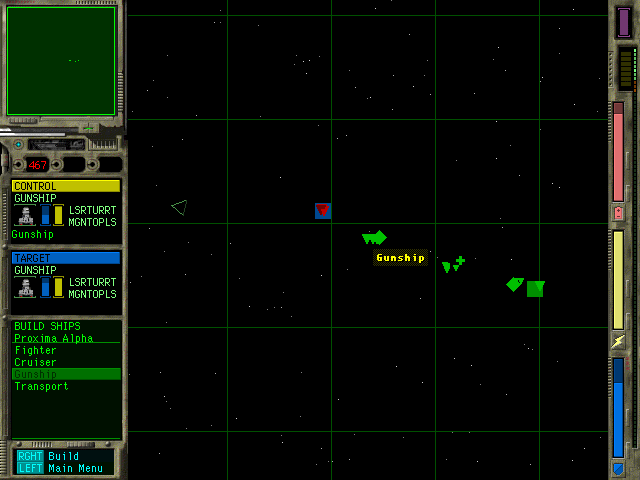 467
CONTROL
GUNSHIP
LSRTURRT
MGNTOPLS
Gunship
TARGET
GUNSHIP
LSRTURRT
MGNTOPLS
BUILD SHIPS
Proxima Alpha
Fighter
Cruiser
Gunship
Transport
RGHT Build
LEFT Main Menu
Gunship